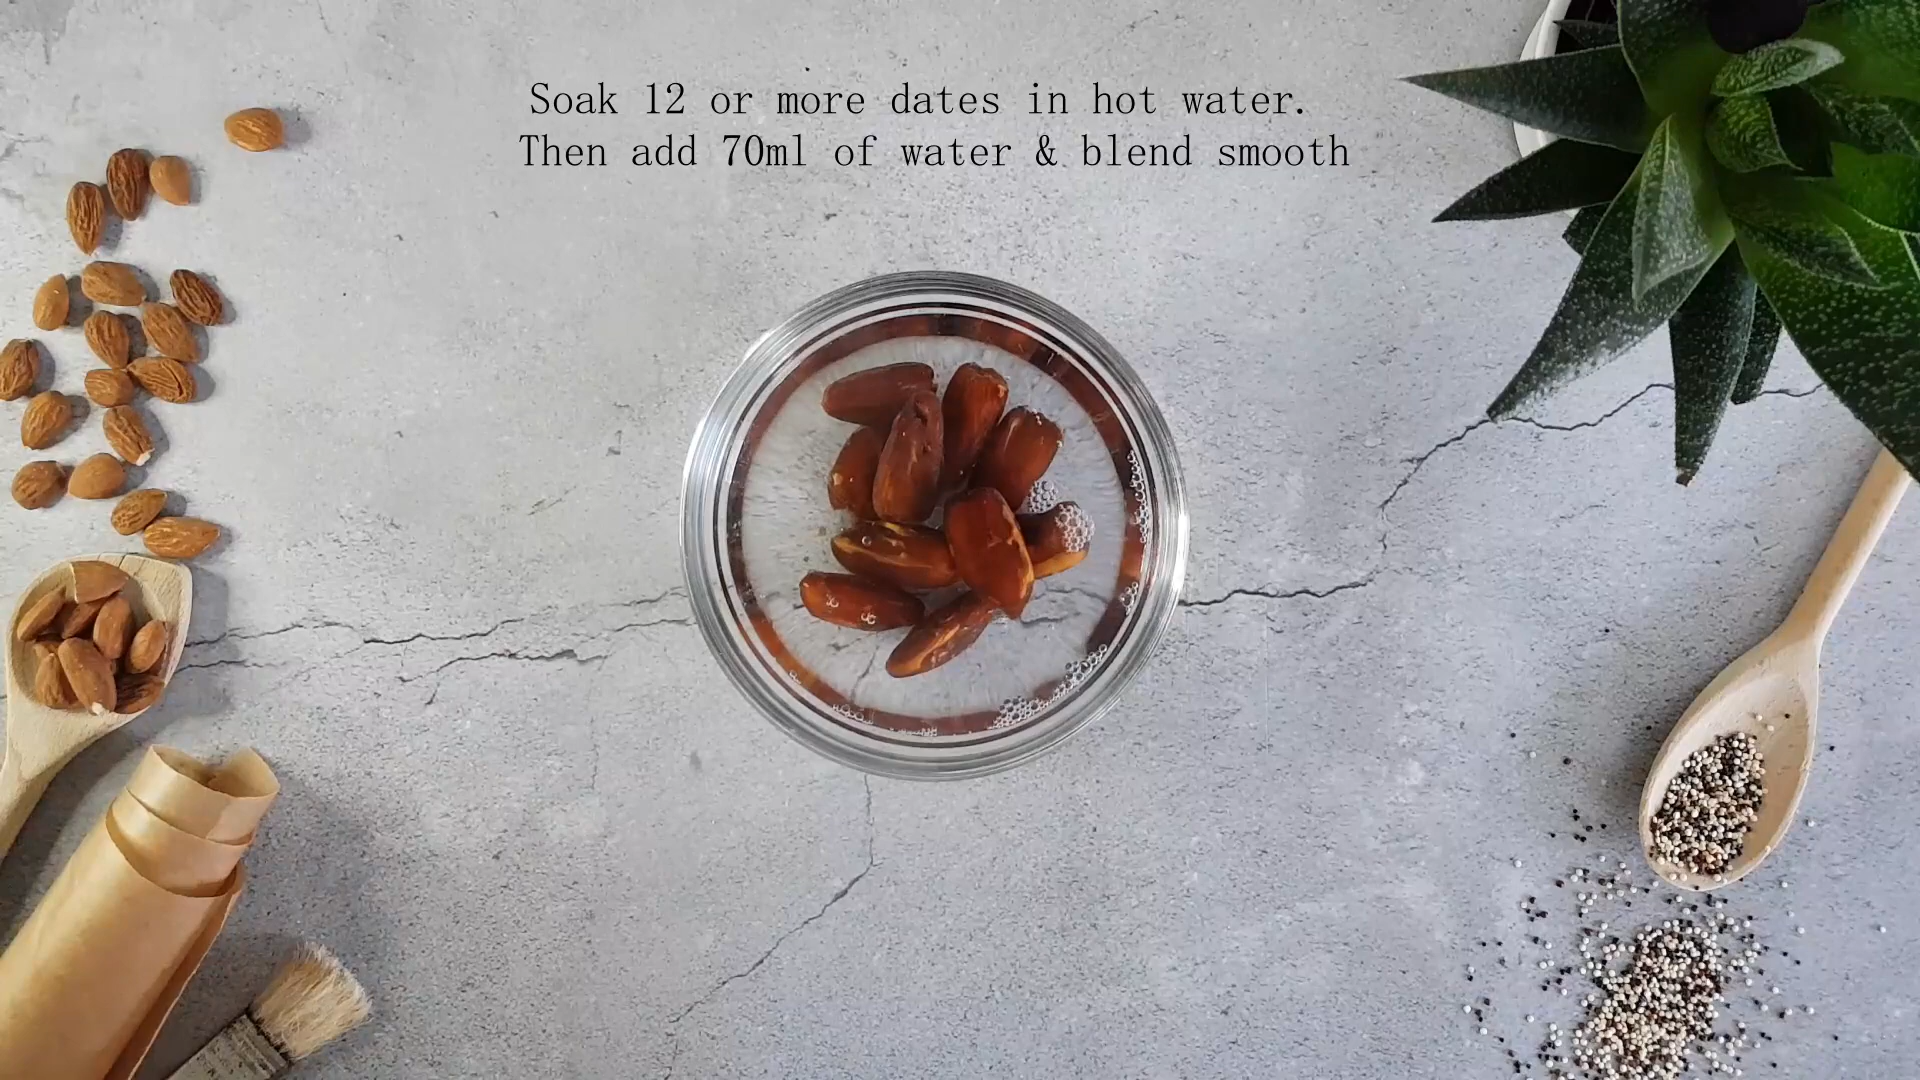 Soak 12 or more dates in hot water.
Then add 70ml of water & blend smooth